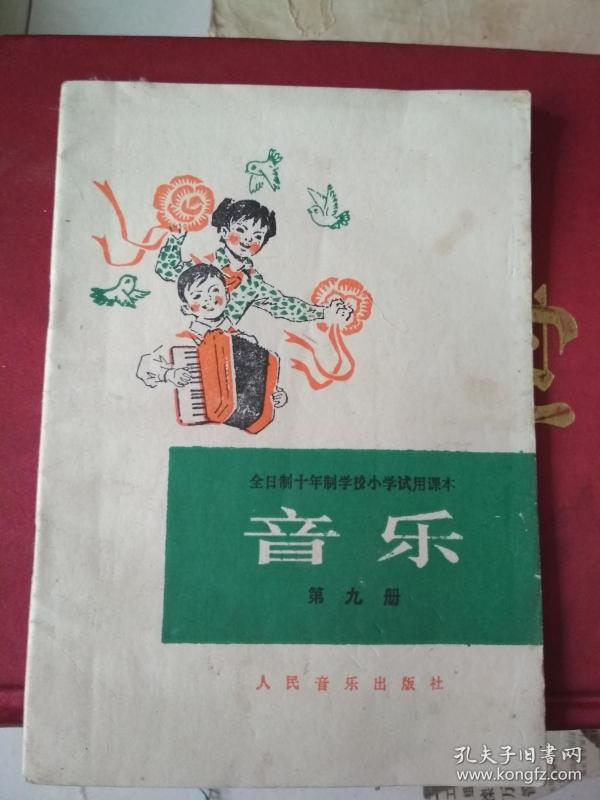 全日制十年制学校小学试用课本
音乐
第九册
人民音乐出版社
孔夫子旧书网
www.kongfz.com